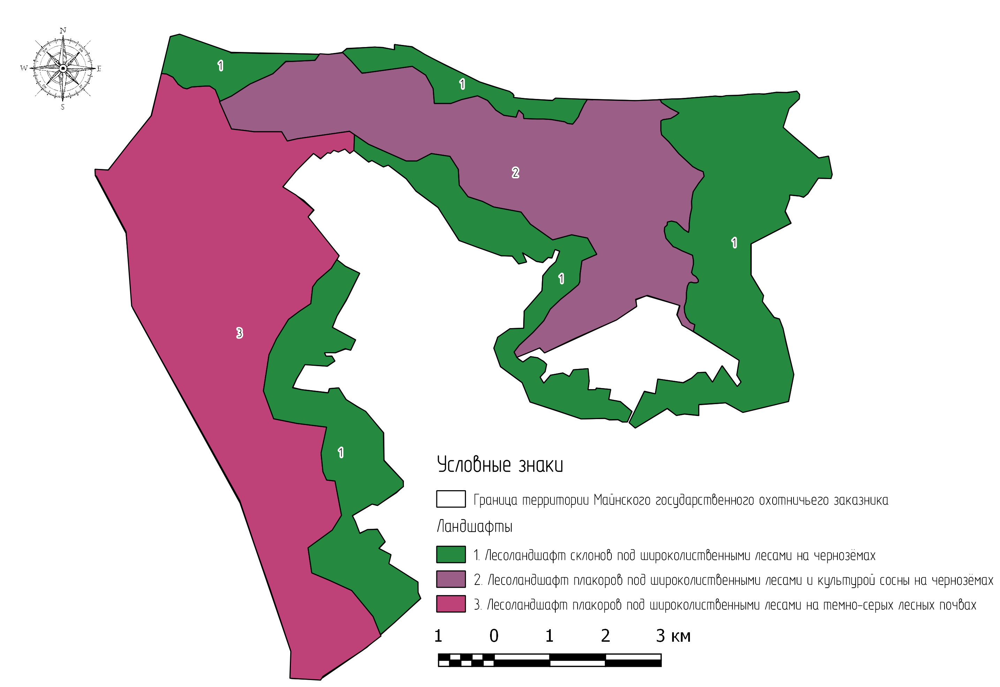 N
W E
S
1
1
2
1
1
3
1
Условные знаки
Граница территории Майнского государственного охотничьего заказника
Ландшафты
1. Лесоландшафт склонов под широколиственными лесами на чернозёмах
2. Лесоландшафт плакоров под широколиственными лесами и культурой сосны на чернозёмах
3. Лесоландшафт плакоров под широколиственными лесами на темно-серых лесных почвах
1 0 1 2 3 км